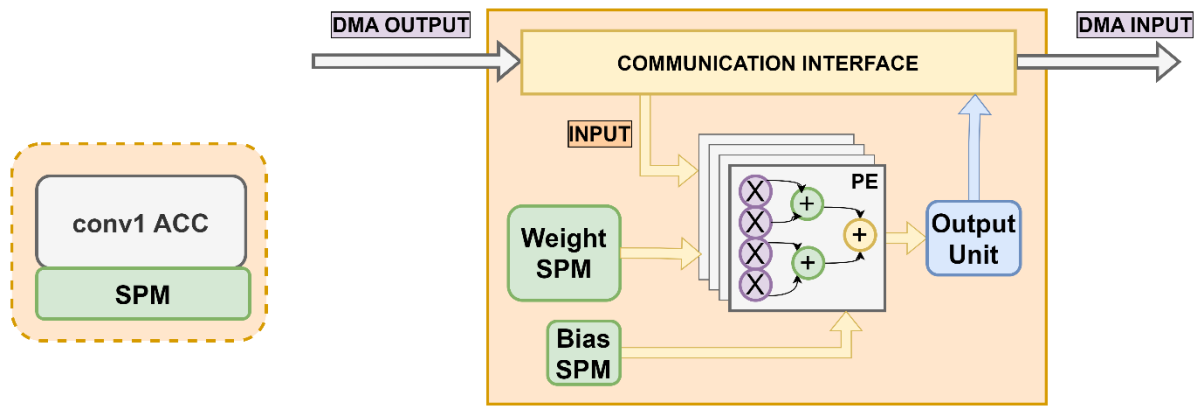 DMA OUTPUT
DMA INPUT
COMMUNICATION INTERFACE
INPUT
PE
X
X
X
X
+
+
+
conv1 ACC
SPM
Weight
SPM
Output
Unit
Bias
SPM